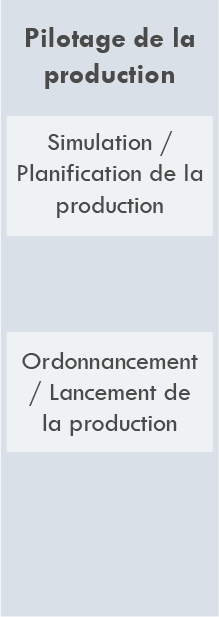 Pilotage de la
production
Simulation /
Planification de la
production
Ordonnancement
/ Lancement de
la production